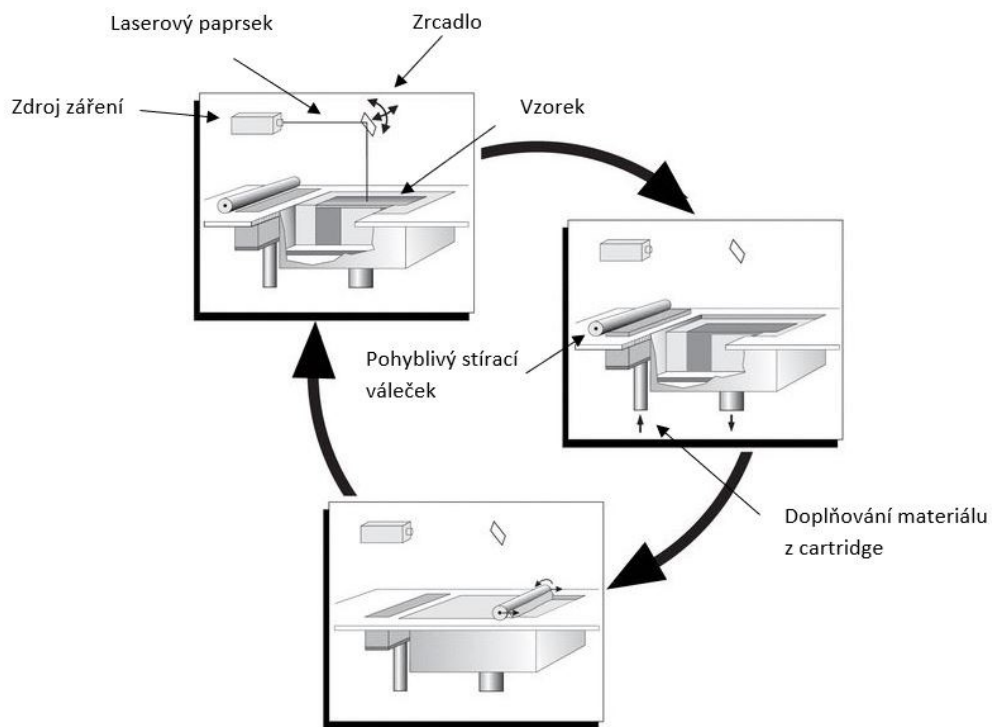 Laserový paprsek
Zrcadlo
Zdroj záření
Vzorek
Pohyblivý stírací
váleček
Doplňování materiálu
z cartridge